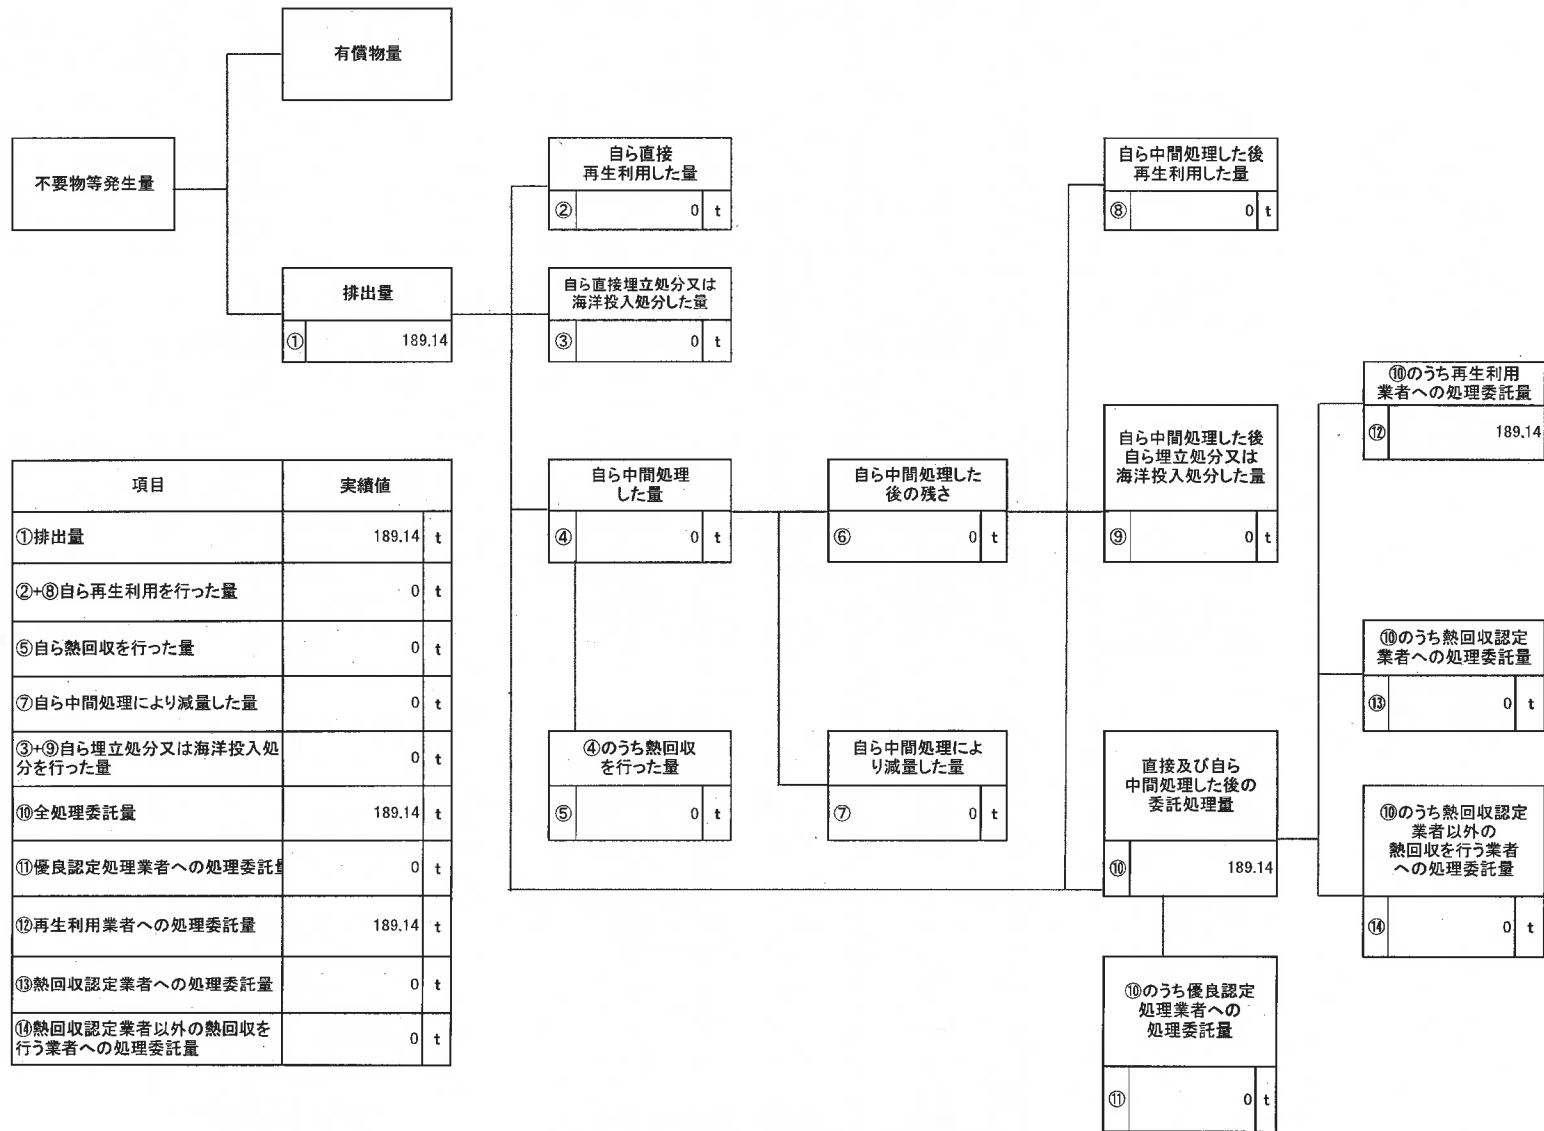 有償物量
不要物等発生量
排出量
① 189.14
自ら直接
再生利用した量
② 0 t
自ら直接埋立処分又は
海洋投入処分した量
③ 0 t
自ら中間処理
した量
④ 0 t
④のうち熱回収
を行った量
⑤ 0 t
自ら中間処理した
後の残さ
⑥ 0 t
自ら中間処理によ
り減量した量
⑦ 0 t
自ら中間処理した後
再生利用した量
⑧ 0 t
自ら中間処理した後
自ら埋立処分又は
海洋投入処分した量
⑨ 0 t
直接及び自ら
中間処理した後の
委託処理量
⑩ 189.14
⑩のうち優良認定
処理業者への
処理委託量
⑪ 0 t
⑩のうち再生利用
業者への処理委託量
⑫ 189.14
⑩のうち熱回収認定
業者への処理委託量
⑬ 0 t
⑩のうち熱回収認定
業者以外の
熱回収を行う業者
への処理委託量
⑭ 0 t
項目 実績値
①排出量 189.14 t
②+⑧自ら再生利用を行った量 0 t
⑤自ら熱回収を行った量 0 t
⑦自ら中間処理により減量した量 0 t
③+⑨自ら埋立処分又は海洋投入処
分を行った量 0 t
⑩全処理委託量 189.14 t
⑪優良認定処理業者への処理委託量 0 t
⑫再生利用業者への処理委託量 189.14 t
⑬熱回収認定業者への処理委託量 0 t
⑭熱回収認定業者以外の熱回収を
行う業者への処理委託量 0 t